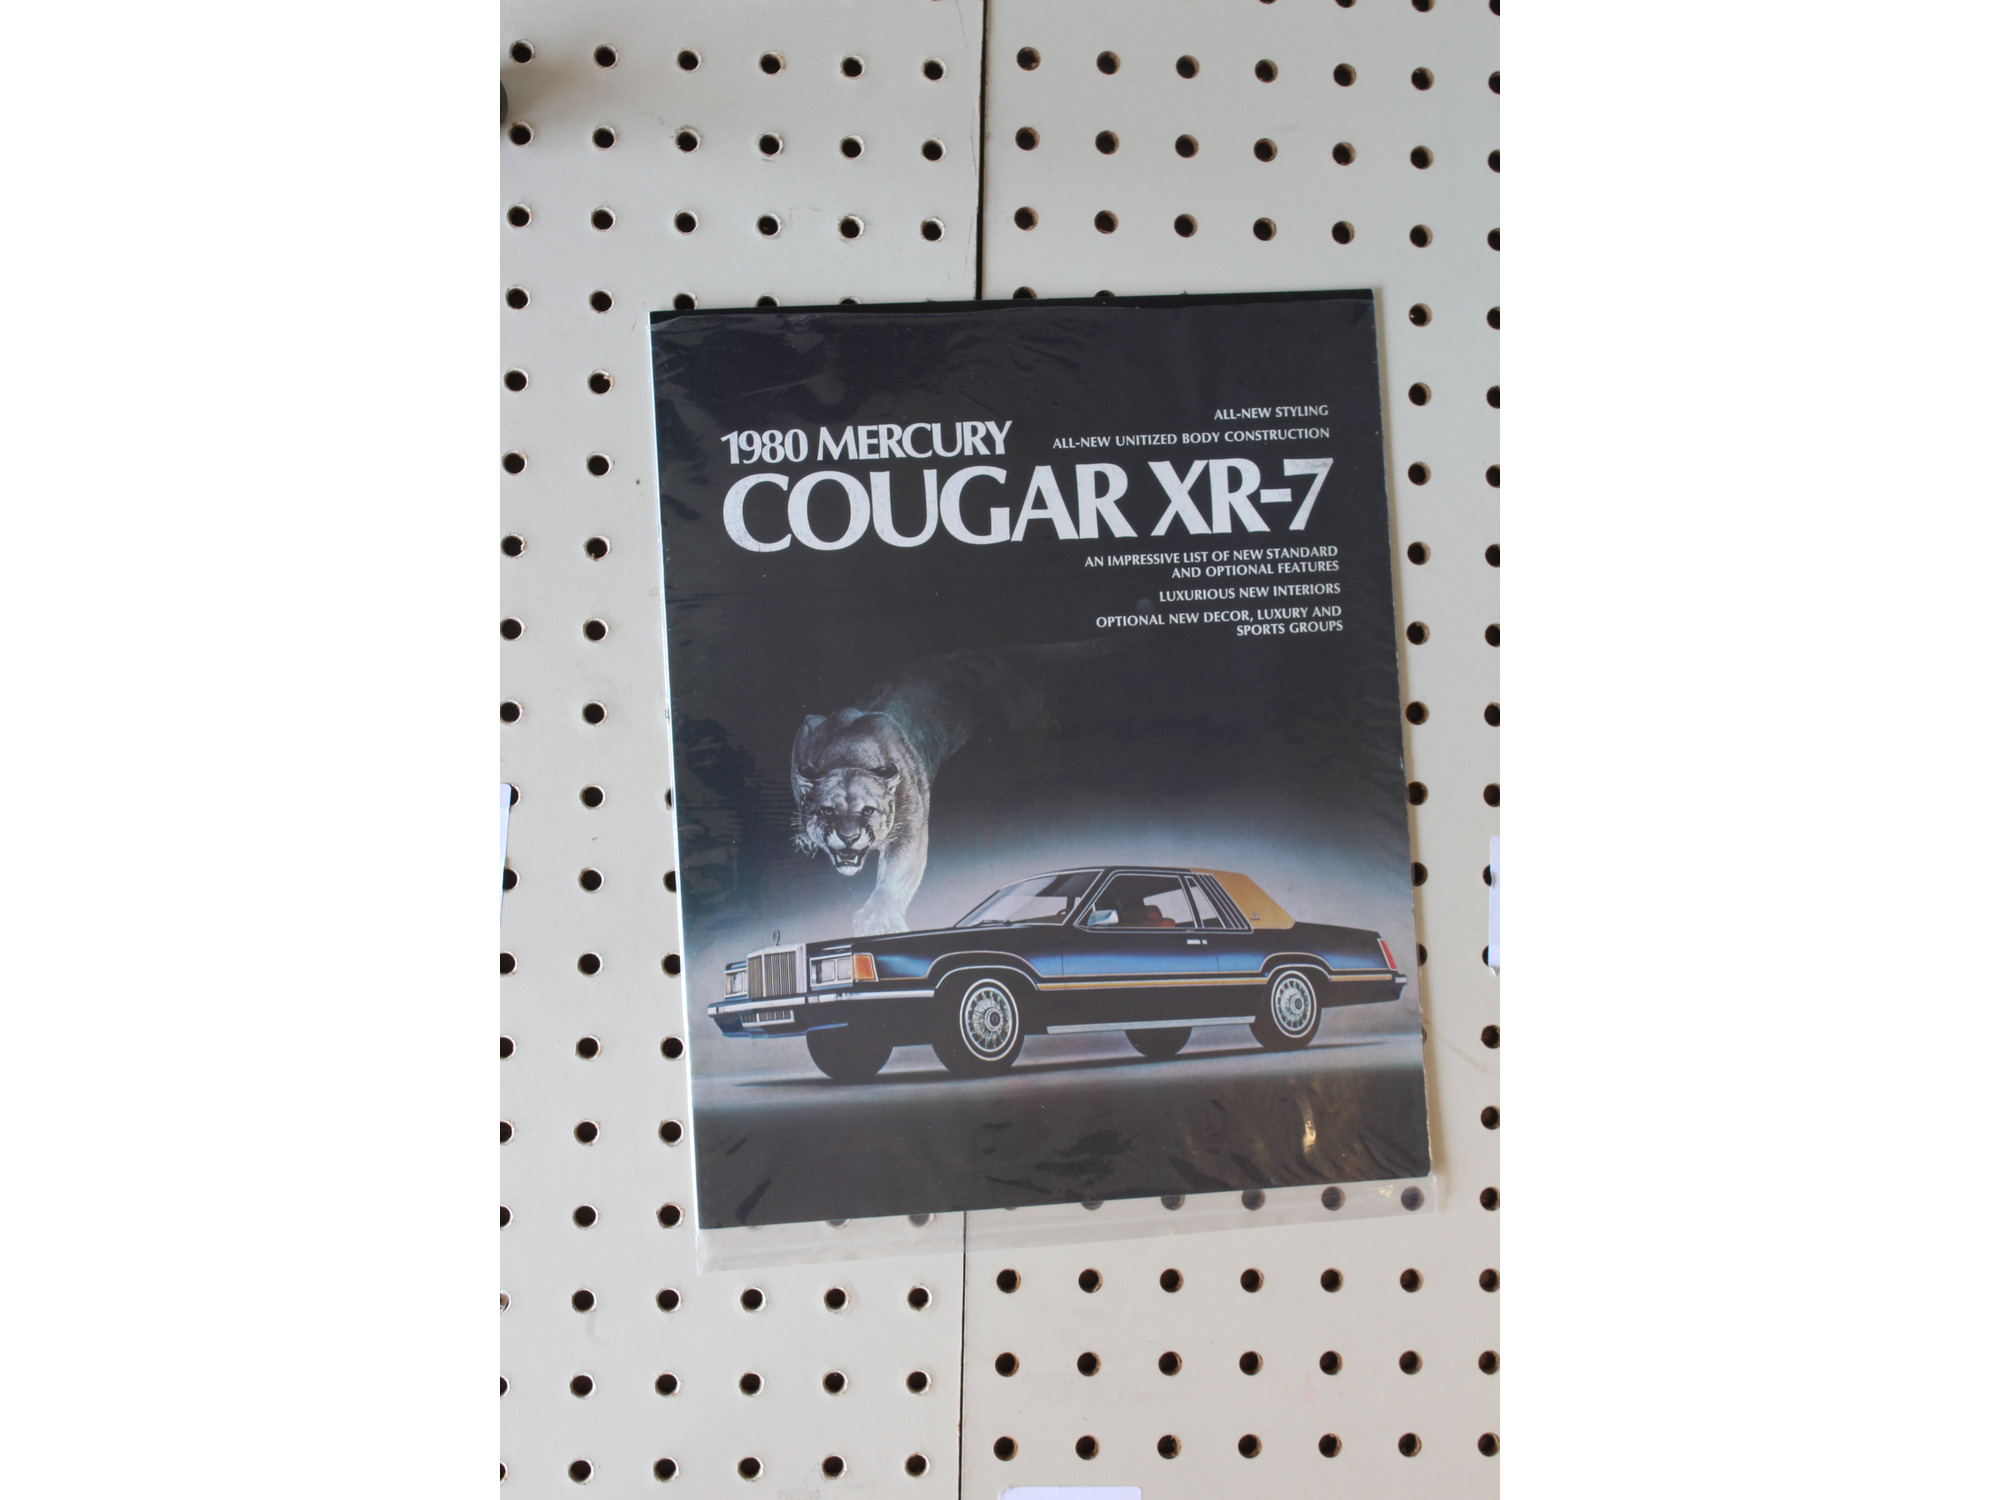 ALL-NEW STYLING
1980 MERCURY
ALL-NEW UNITIZED BODY CONSTRUCTION
COUGAR XR-7
AN IMPRESSIVE LIST OF NEW STANDARD
AND OPTIONAL FEATURES
LUXURIOUS NEW INTERIORS
OPTIONAL NEW DECOR, LUXURY AND
SPORTS GROUPS